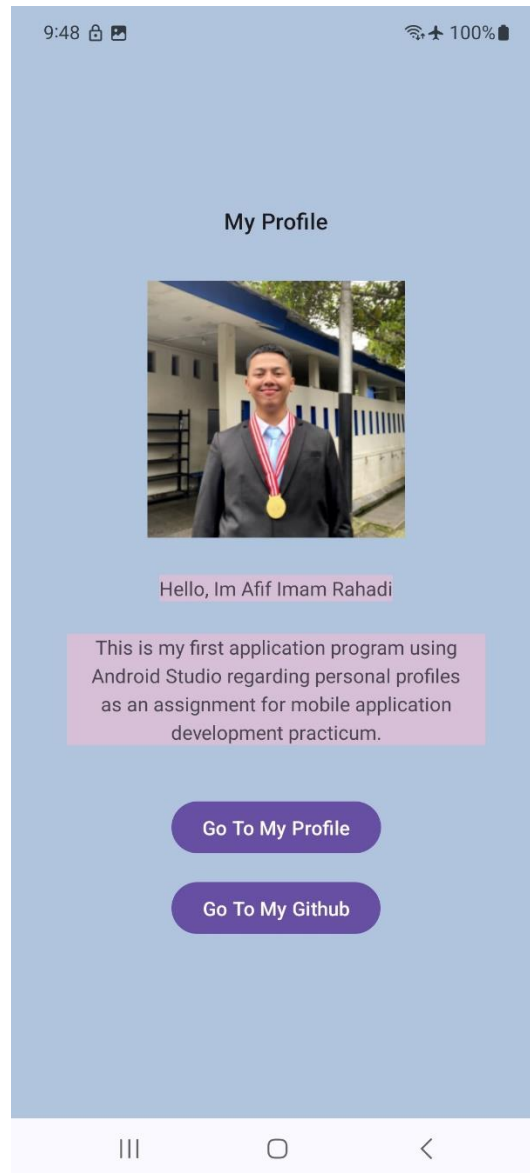 9:48
100%
My Profile
Hello, Im Afif Imam Rahadi
This is my first application program using
Android Studio regarding personal profiles
as an assignment for mobile application
development practicum.
Go To My Profile
Go To My Github